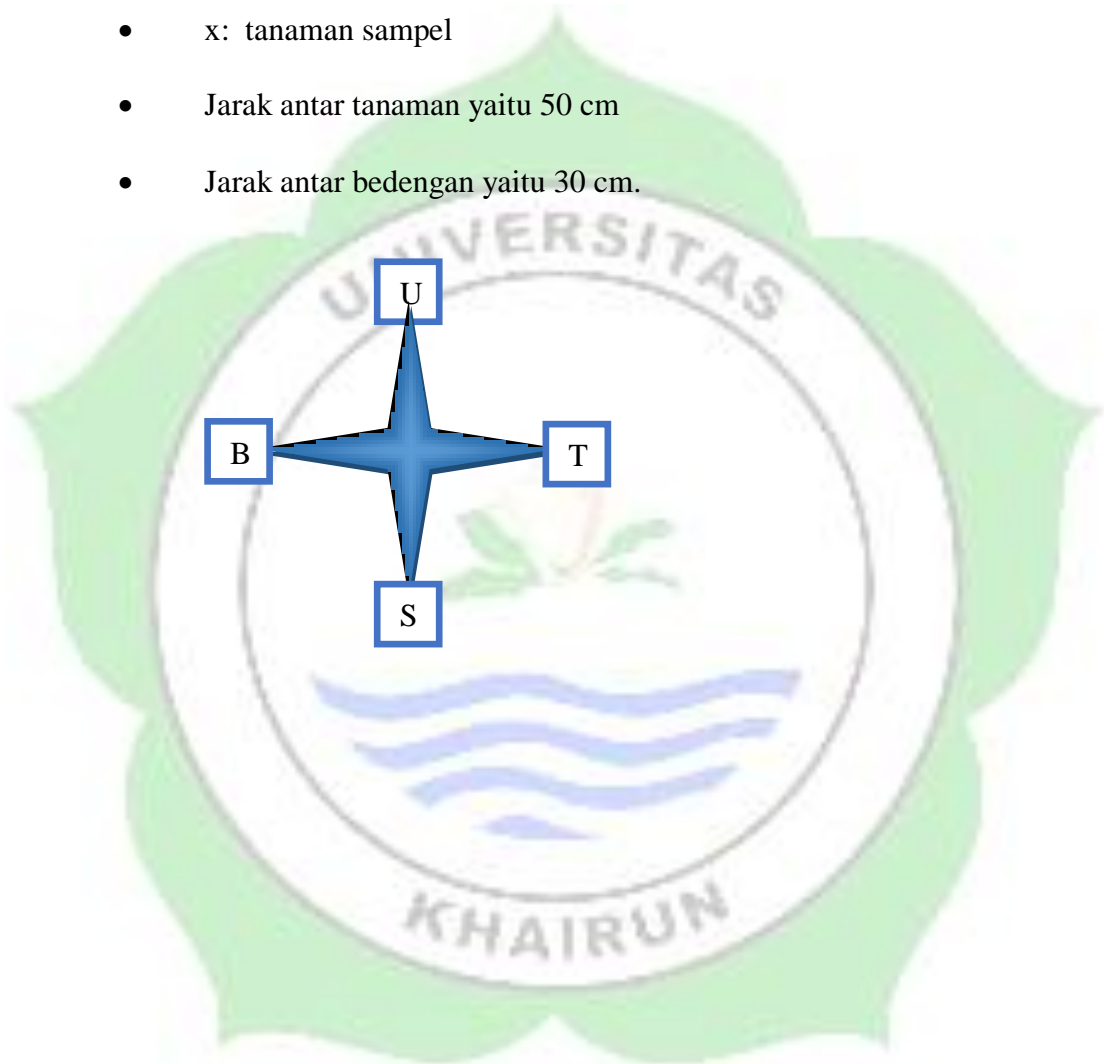 • x: tanaman sampel
• Jarak antar tanaman yaitu 50 cm
• Jarak antar bedengan yaitu 30 cm.
UNIVERSITAS
U
B
T
S
KHAIRUN